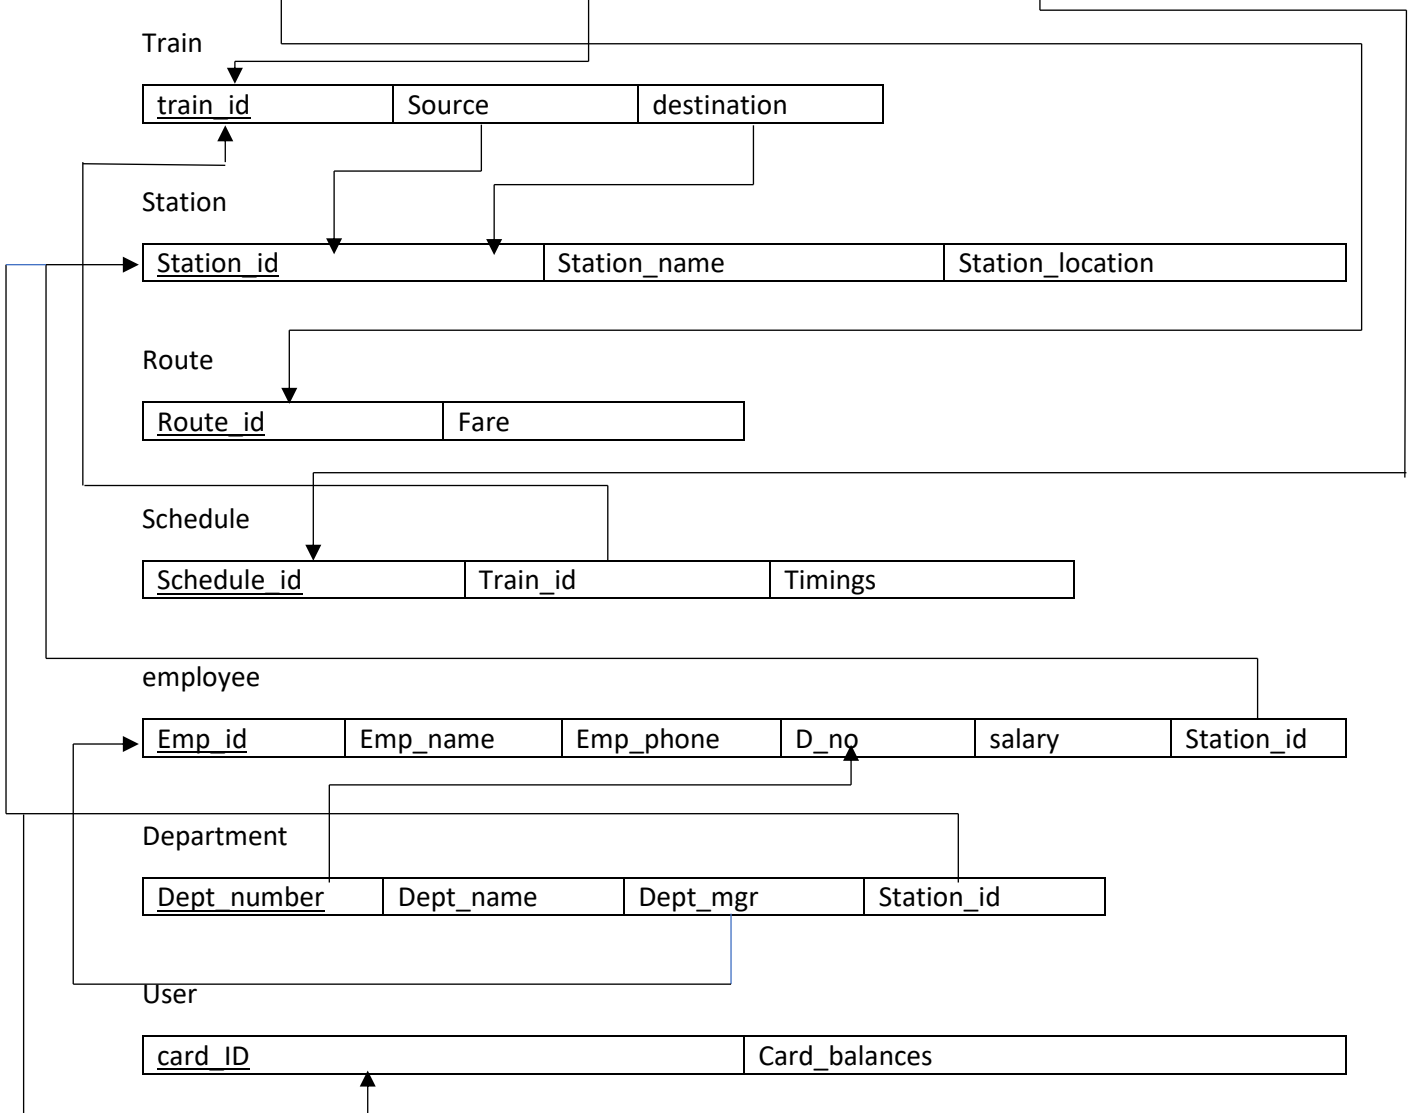 Train
train_id Source destination
Station
Station_id Station_name Station_location
Route
Route_id Fare
Schedule
Schedule_id Train_id Timings
employee
Emp_id Emp_name Emp_phone D_no salary Station_id
Department
Dept_number Dept_name Dept_mgr Station_id
User
card_ID Card_balances